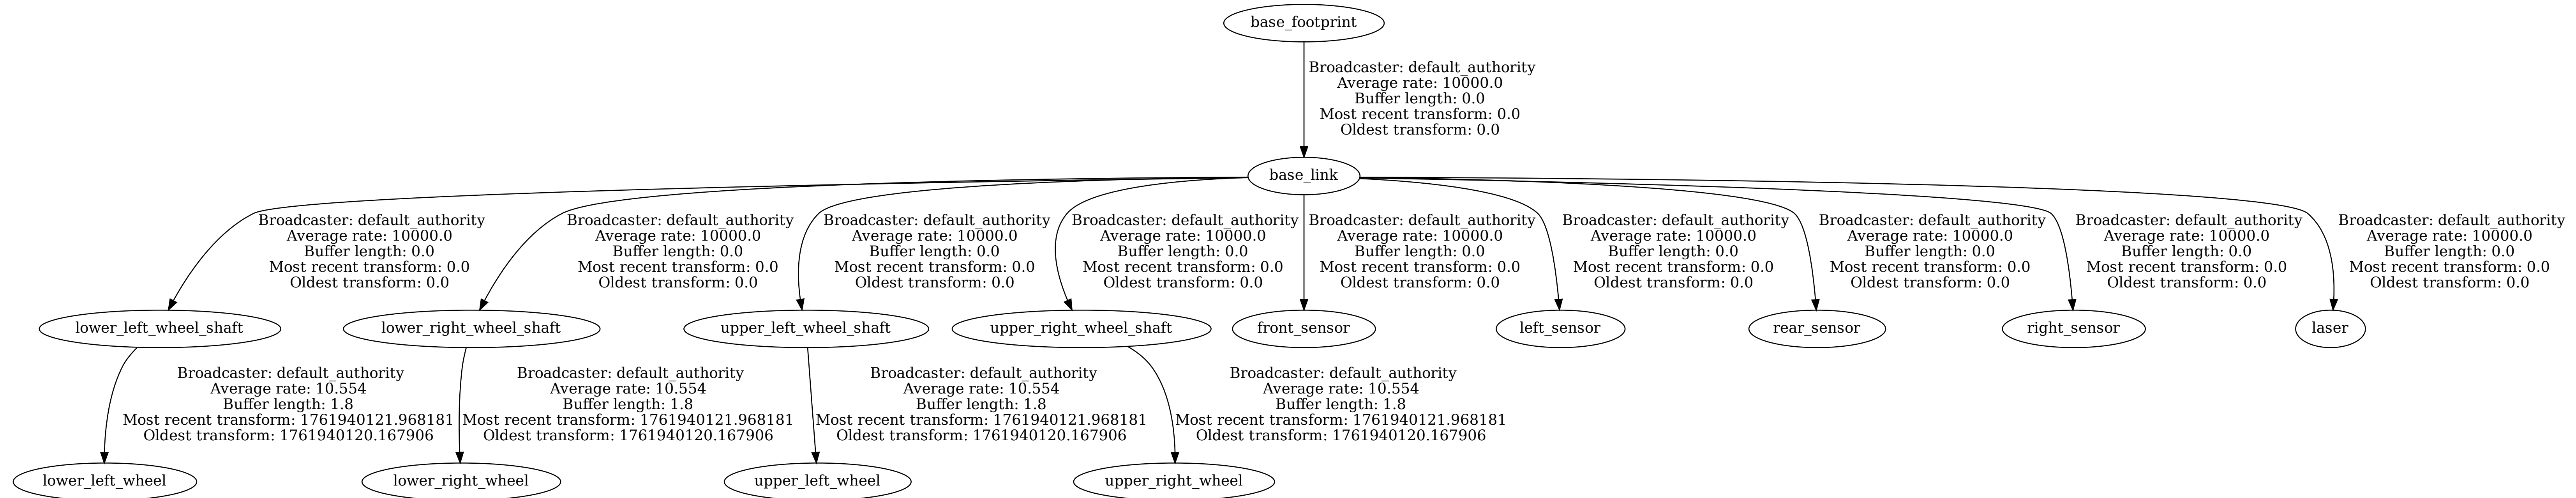 base_footprint
Broadcaster: default_authority
Average rate: 10000.0
Buffer length: 0.0
Most recent transform: 0.0
Oldest transform: 0.0
base_link
Broadcaster: default_authority
Average rate: 10000.0
Buffer length: 0.0
Most recent transform: 0.0
Oldest transform: 0.0
Broadcaster: default_authority
Average rate: 10000.0
Buffer length: 0.0
Most recent transform: 0.0
Oldest transform: 0.0
Broadcaster: default_authority
Average rate: 10000.0
Buffer length: 0.0
Most recent transform: 0.0
Oldest transform: 0.0
Broadcaster: default_authority
Average rate: 10000.0
Buffer length: 0.0
Most recent transform: 0.0
Oldest transform: 0.0
Broadcaster: default_authority
Average rate: 10000.0
Buffer length: 0.0
Most recent transform: 0.0
Oldest transform: 0.0
Broadcaster: default_authority
Average rate: 10000.0
Buffer length: 0.0
Most recent transform: 0.0
Oldest transform: 0.0
Broadcaster: default_authority
Average rate: 10000.0
Buffer length: 0.0
Most recent transform: 0.0
Oldest transform: 0.0
Broadcaster: default_authority
Average rate: 10000.0
Buffer length: 0.0
Most recent transform: 0.0
Oldest transform: 0.0
Broadcaster: default_authority
Average rate: 10000.0
Buffer length: 0.0
Most recent transform: 0.0
Oldest transform: 0.0
lower_left_wheel_shaft
lower_right_wheel_shaft
upper_left_wheel_shaft
upper_right_wheel_shaft
front_sensor
left_sensor
rear_sensor
right_sensor
laser
Broadcaster: default_authority
Average rate: 10.554
Buffer length: 1.8
Most recent transform: 1761940121.968181
Oldest transform: 1761940120.167906
Broadcaster: default_authority
Average rate: 10.554
Buffer length: 1.8
Most recent transform: 1761940121.968181
Oldest transform: 1761940120.167906
Broadcaster: default_authority
Average rate: 10.554
Buffer length: 1.8
Most recent transform: 1761940121.968181
Oldest transform: 1761940120.167906
Broadcaster: default_authority
Average rate: 10.554
Buffer length: 1.8
Most recent transform: 1761940121.968181
Oldest transform: 1761940120.167906
lower_left_wheel
lower_right_wheel
upper_left_wheel
upper_right_wheel